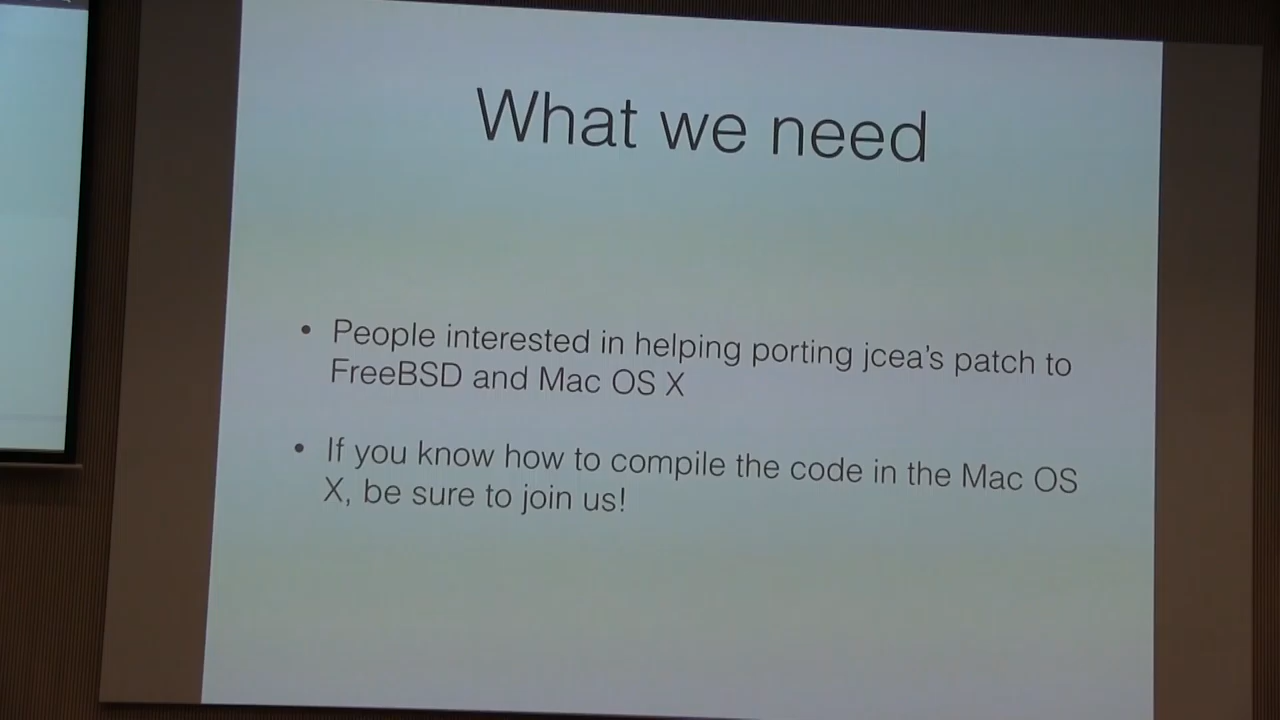 What we need
• People interested in helping porting jcea's patch to
FreeBSD and Mac OS X
• If you know how to compile the code in the Mac OS
X, be sure to join us!